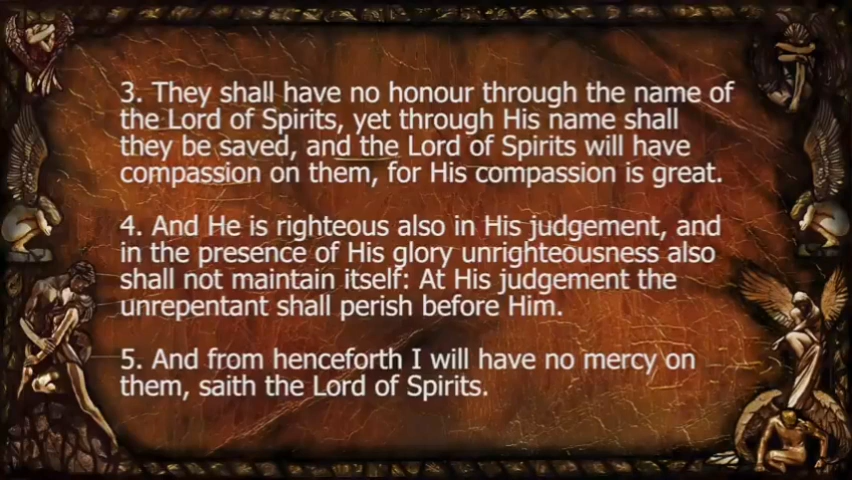 3. They shall have no honour through the name of
the Lord of Spirits, yet through His name shall
they be saved, and the Lord of Spirits will have
compassion on them, for His compassion is great.
4. And He is righteous also in His judgement, and
in the presence of His glory unrighteousness also
shall not maintain itself: At His judgement the
unrepentant shall perish before Him.
5. And from henceforth I will have no mercy on
them, saith the Lord of Spirits.